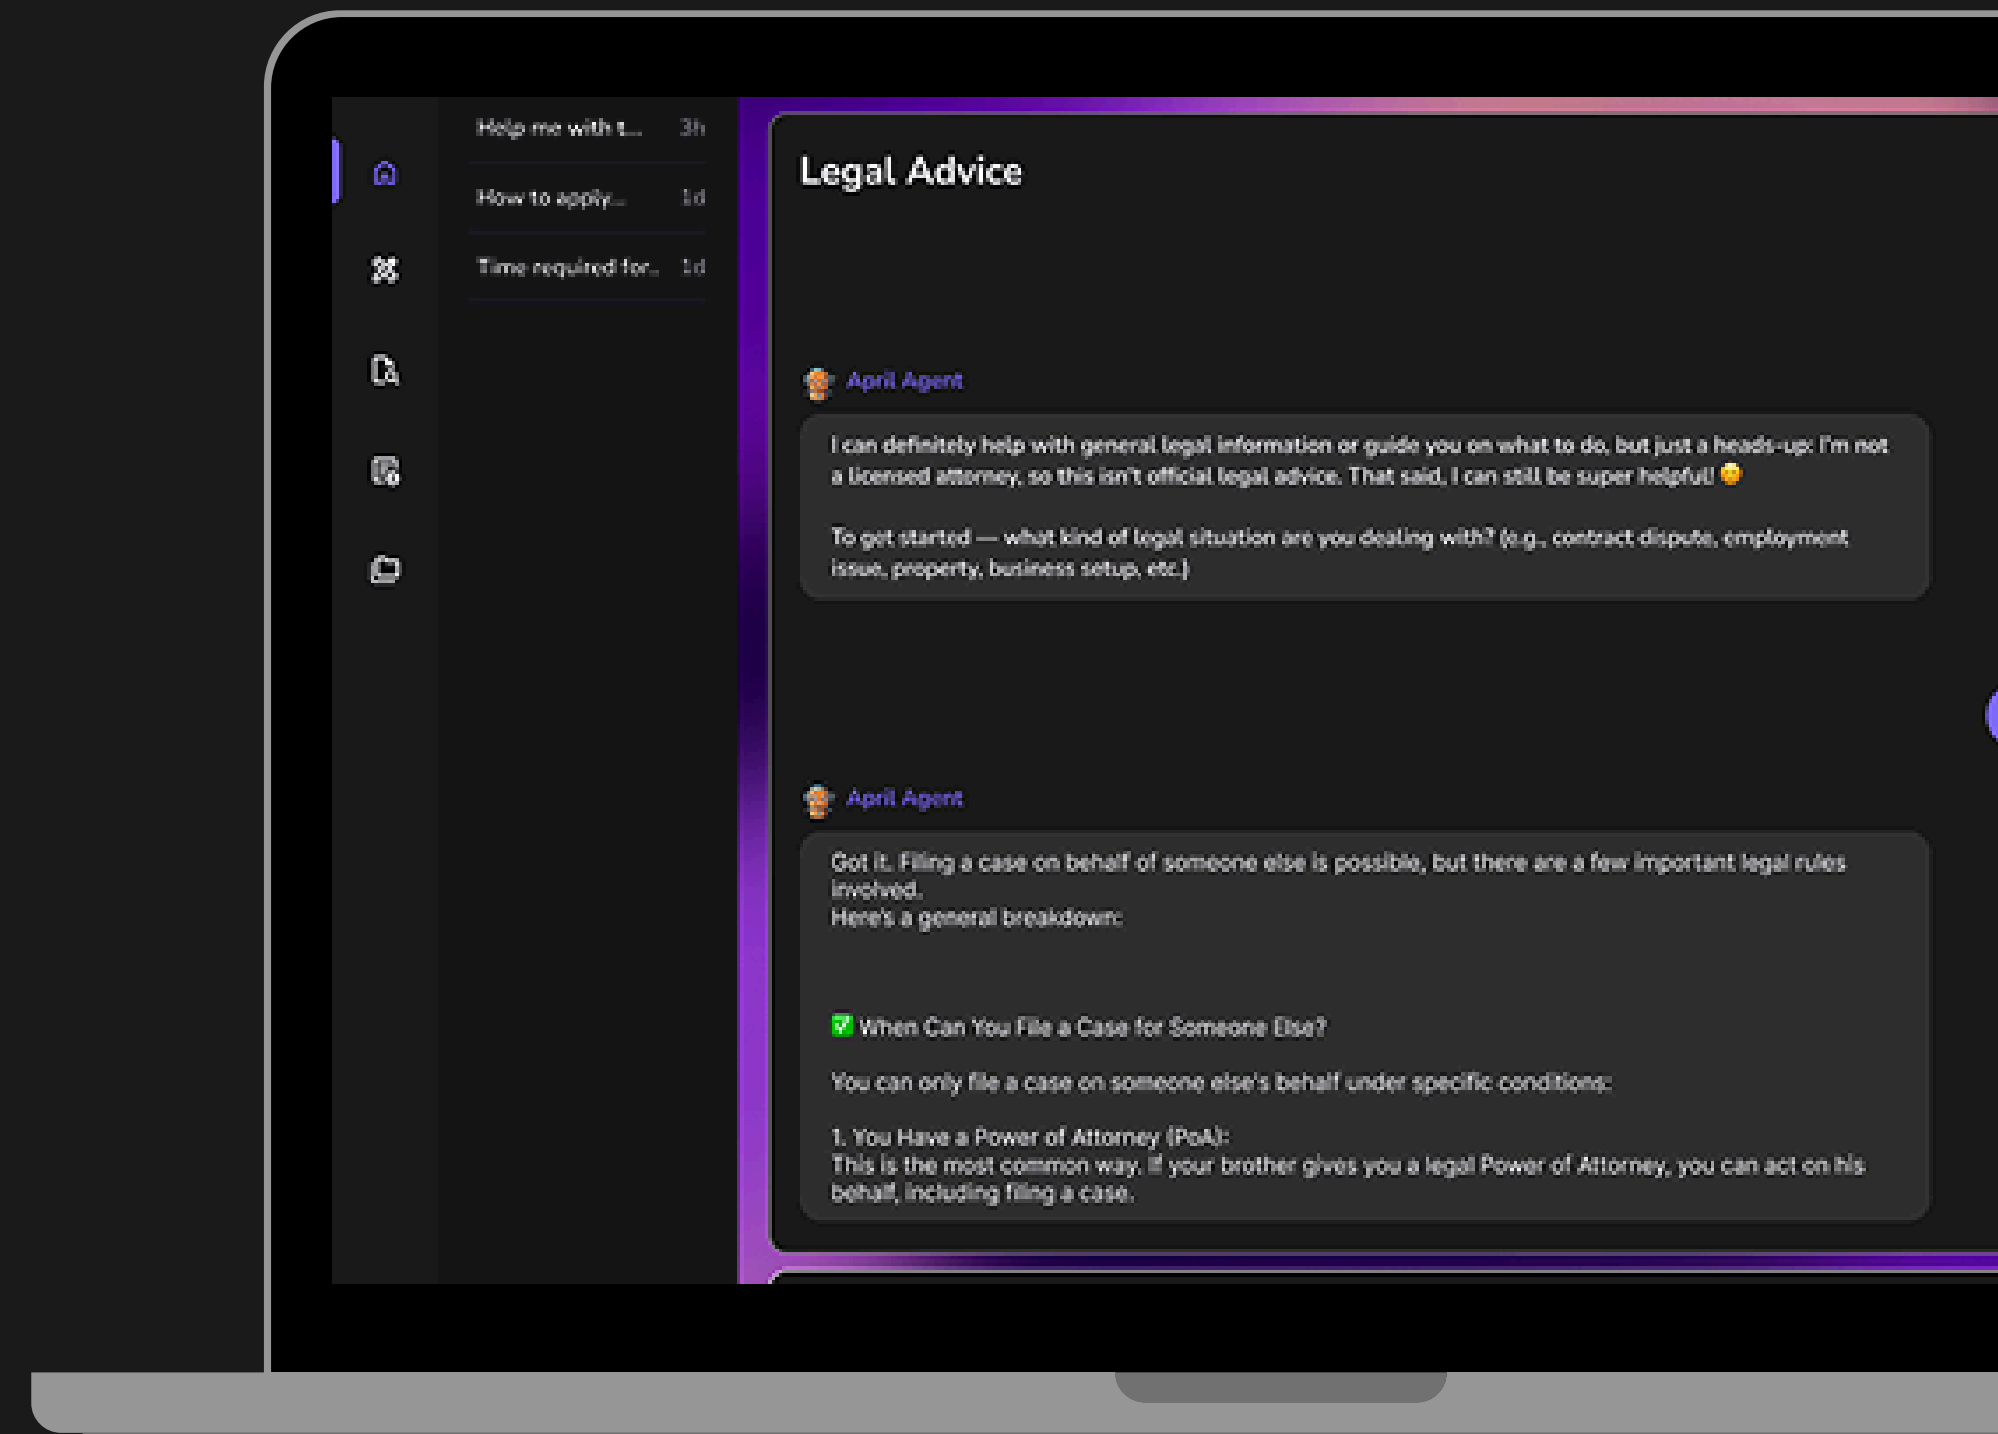 Help me with t...
3h
How to apply...
1d
Time required for..
1d
Legal Advice
April Agent
I can definitely help with general legal information or guide you on what to do, but just a heads-up: I'm not
a licensed attorney, so this isn't official legal advice. That said, I can still be super helpful! 😊
To get started — what kind of legal situation are you dealing with? (e.g., contract dispute, employment
issue, property, business setup, etc.)
April Agent
Got it. Filing a case on behalf of someone else is possible, but there are a few important legal rules
involved.
Here's a general breakdown:
✅ When Can You File a Case for Someone Else?
You can only file a case on someone else's behalf under specific conditions:
1. You Have a Power of Attorney (PoA):
This is the most common way. If your brother gives you a legal Power of Attorney, you can act on his
behalf, including filing a case.